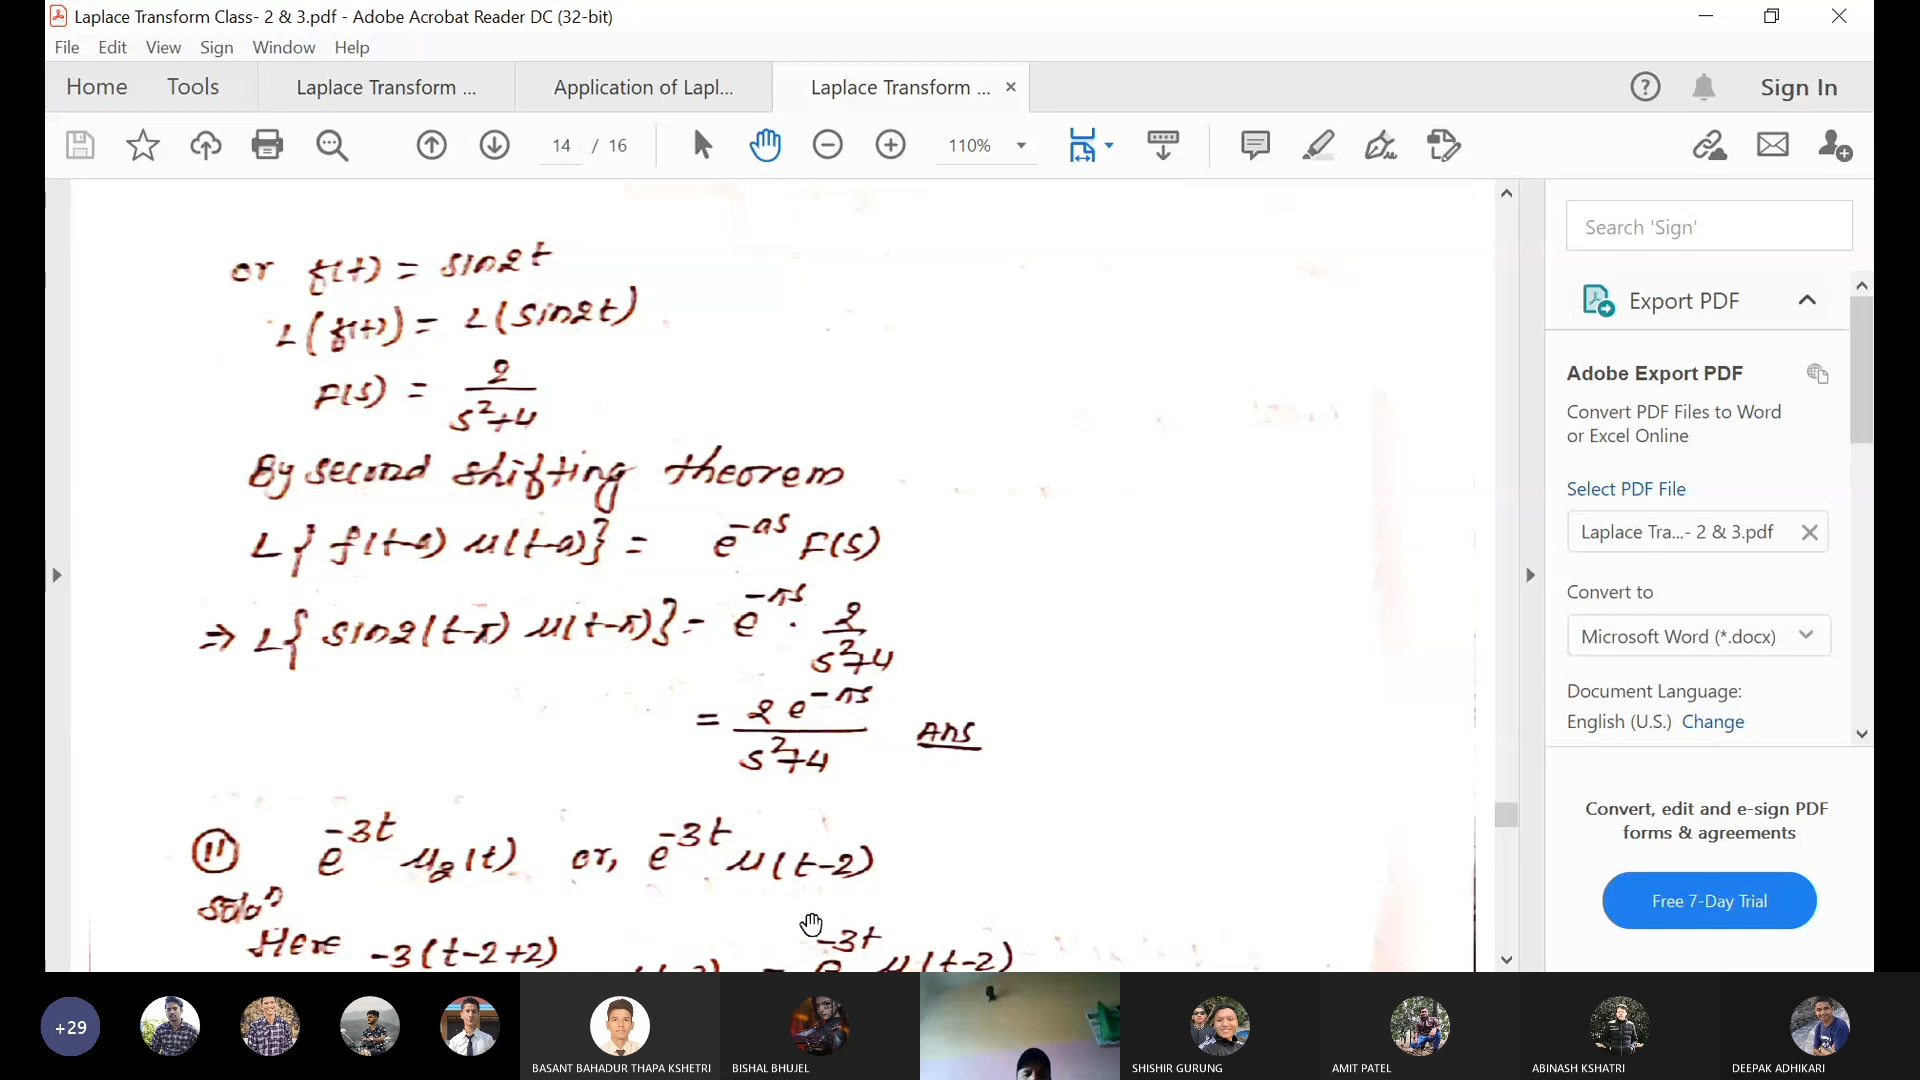 Laplace Transform Class- 2 & 3.pdf - Adobe Acrobat Reader DC (32-bit)
File Edit View Sign Window Help
Home Tools Laplace Transform ... Application of Lapl... Laplace Transform ... × Sign In
14 / 16 110%
or f(t) = sin2t
L(f(t)) = L(sin2t)
F(s) = 2/(s²+4)
By second shifting theorem
L{f(t-a) u(t-a)} = e^(-as) F(s)
⇒ L{sin2(t-π) u(t-π)} = e^(-πs) . 2/(s²+4)
= 2e^(-πs)/(s²+4) Ans
(11) e^(-3t) u₂(t) or, e^(-3t) u(t-2)
Solⁿ
Here -3(t-2+2)
e^(-3t) u(t-2)
Search 'Sign'
Export PDF
Adobe Export PDF
Convert PDF Files to Word
or Excel Online
Select PDF File
Laplace Tra...- 2 & 3.pdf
Convert to
Microsoft Word (*.docx)
Document Language:
English (U.S.) Change
Convert, edit and e-sign PDF
forms & agreements
Free 7-Day Trial
+29
BASANT BAHADUR THAPA KSHETRI
BISHAL BHUJEL
SHISHIR GURUNG
AMIT PATEL
ABINASH KSHATRI
DEEPAK ADHIKARI